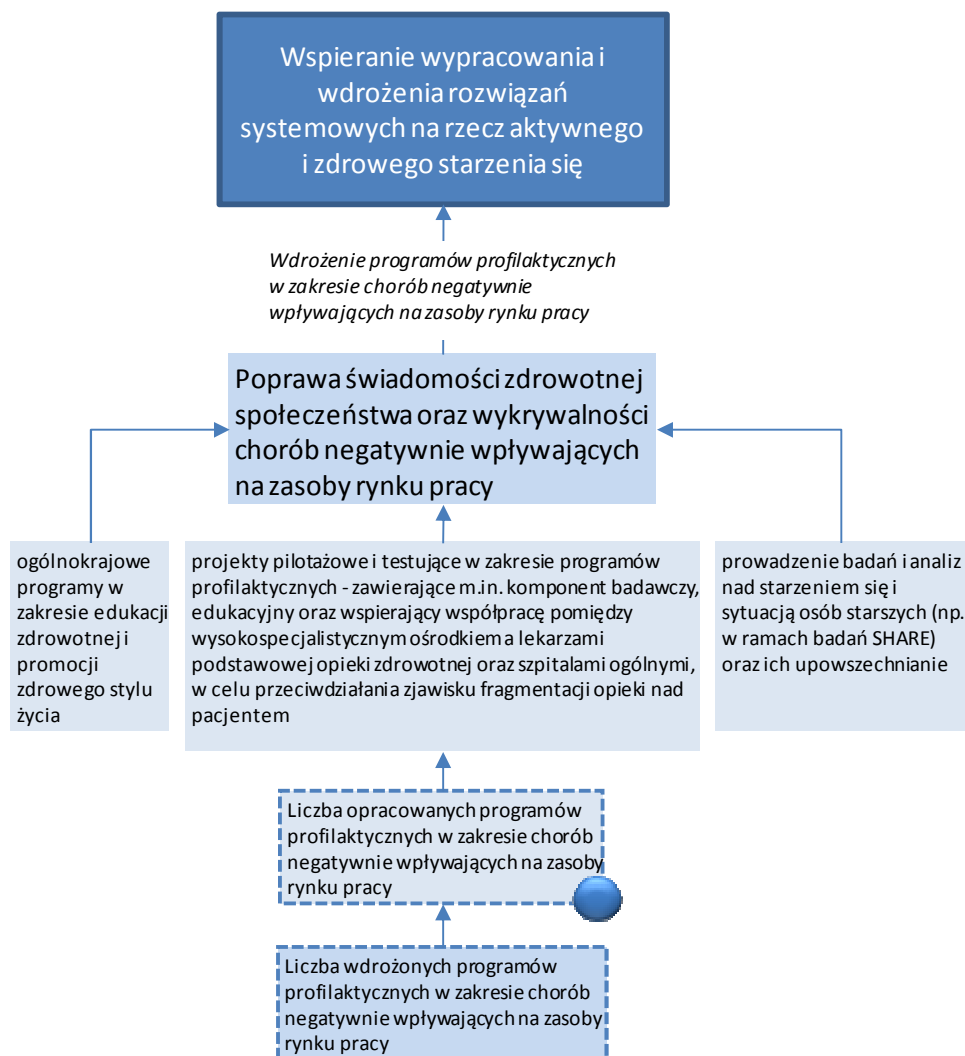 Wspieranie wypracowania i
wdrożenia rozwiązań
systemowych na rzecz aktywnego
i zdrowego starzenia się
Wdrożenie programów profilaktycznych
w zakresie chorób negatywnie
wpływających na zasoby rynku pracy
Poprawa świadomości zdrowotnej
społeczeństwa oraz wykrywalności
chorób negatywnie wpływających
na zasoby rynku pracy
ogólnokrajowe
programy w
zakresie edukacji
zdrowotnej i
promocji
zdrowego stylu
życia
projekty pilotażowe i testujące w zakresie programów
profilaktycznych - zawierające m.in. komponent badawczy,
edukacyjny oraz wspierający współpracę pomiędzy
wysokospecjalistycznym ośrodkiem a lekarzami
podstawowej opieki zdrowotnej oraz szpitalami ogólnymi,
w celu przeciwdziałania zjawisku fragmentacji opieki nad
pacjentem
prowadzenie badań i analiz
nad starzeniem się i
sytuacją osób starszych (np.
w ramach badań SHARE)
oraz ich upowszechnianie
Liczba opracowanych programów
profilaktycznych w zakresie chorób
negatywnie wpływających na zasoby
rynku pracy
Liczba wdrożonych programów
profilaktycznych w zakresie chorób
negatywnie wpływających na zasoby
rynku pracy